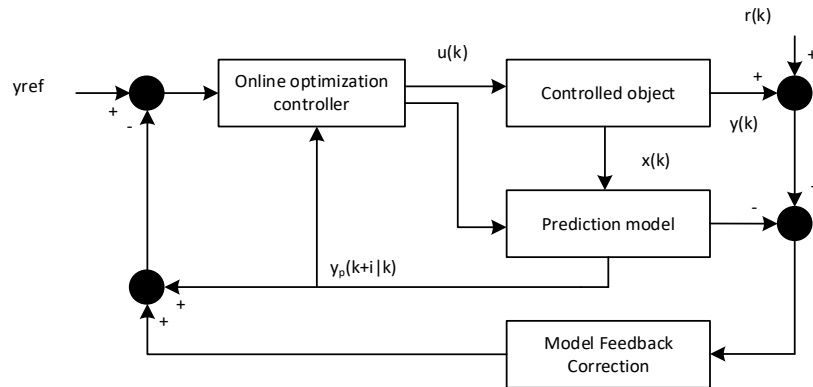 r(k)
u(k)
+
yref
Online optimization
controller
Controlled object
+
+
-
y(k)
x(k)
Prediction model
-
yₚ(k+i|k)
+
+
Model Feedback
Correction